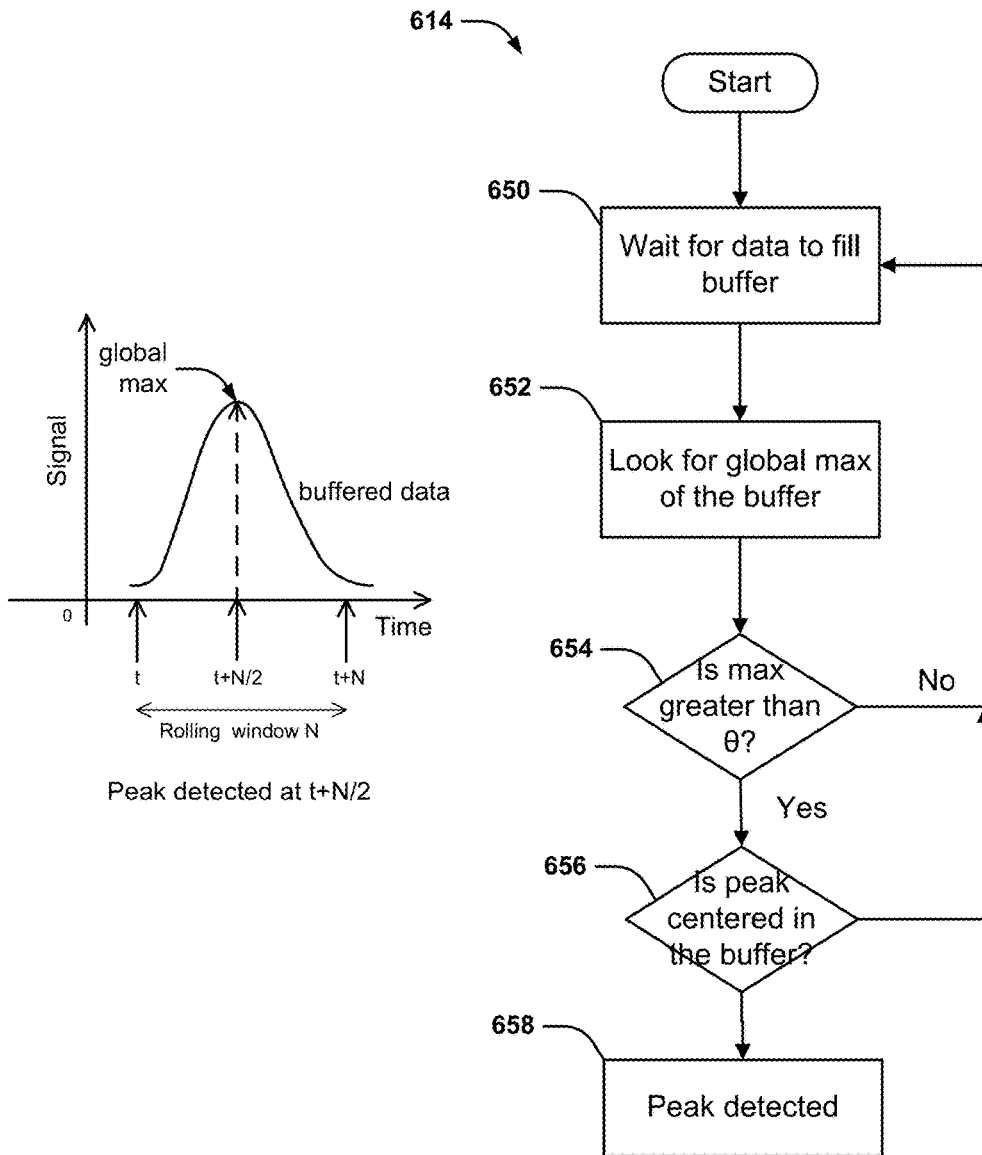 614
Start
650
Wait for data to fill
buffer
652
Look for global max
of the buffer
654
Is max
greater than
θ?
No
Yes
656
Is peak
centered in
the buffer?
658
Peak detected
global
max
Signal
buffered data
0
Time
t
t+N/2
t+N
Rolling window N
Peak detected at t+N/2